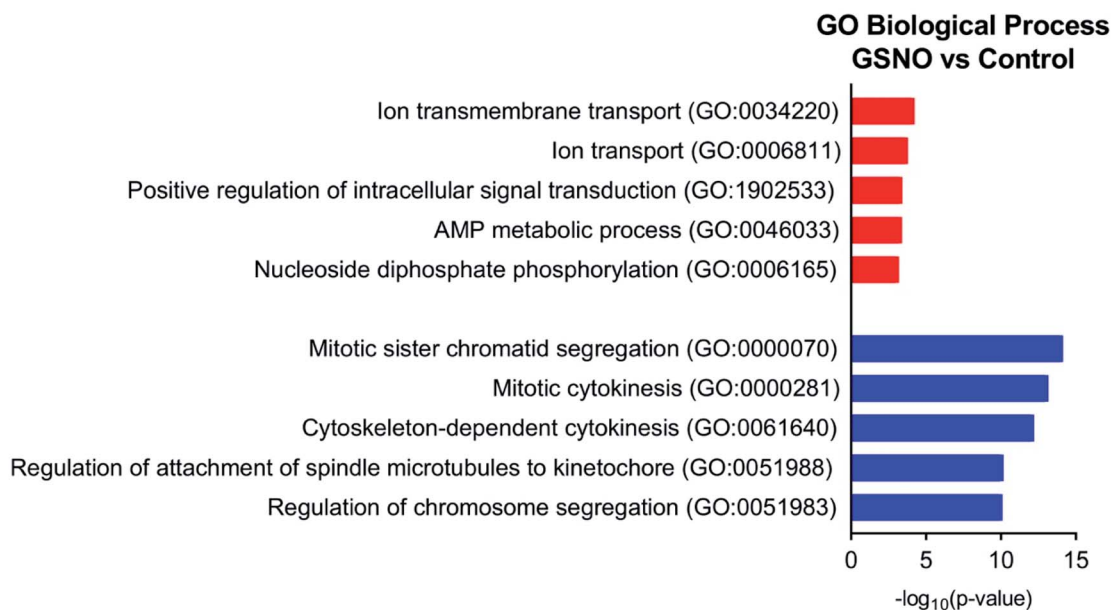 GO Biological Process
GSNO vs Control
Ion transmembrane transport (GO:0034220)
Ion transport (GO:0006811)
Positive regulation of intracellular signal transduction (GO:1902533)
AMP metabolic process (GO:0046033)
Nucleoside diphosphate phosphorylation (GO:0006165)
Mitotic sister chromatid segregation (GO:0000070)
Mitotic cytokinesis (GO:0000281)
Cytoskeleton-dependent cytokinesis (GO:0061640)
Regulation of attachment of spindle microtubules to kinetochore (GO:0051988)
Regulation of chromosome segregation (GO:0051983)
0 5 10 15
-log10(p-value)